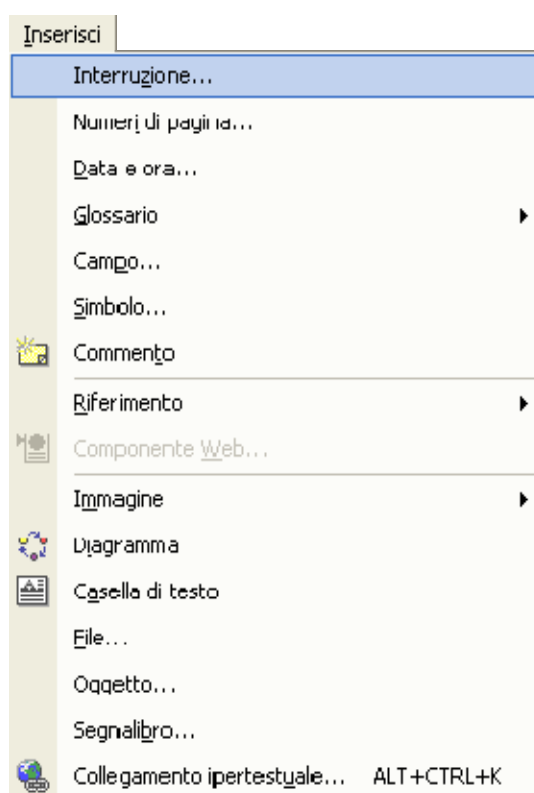 Inserisci
Interruzione...
Numeri di pagina...
Data e ora...
Glossario
Campo...
Simbolo...
Commento
Riferimento
Componente Web...
Immagine
Diagramma
Casella di testo
File...
Oggetto...
Segnalibro...
Collegamento ipertestuale... ALT+CTRL+K